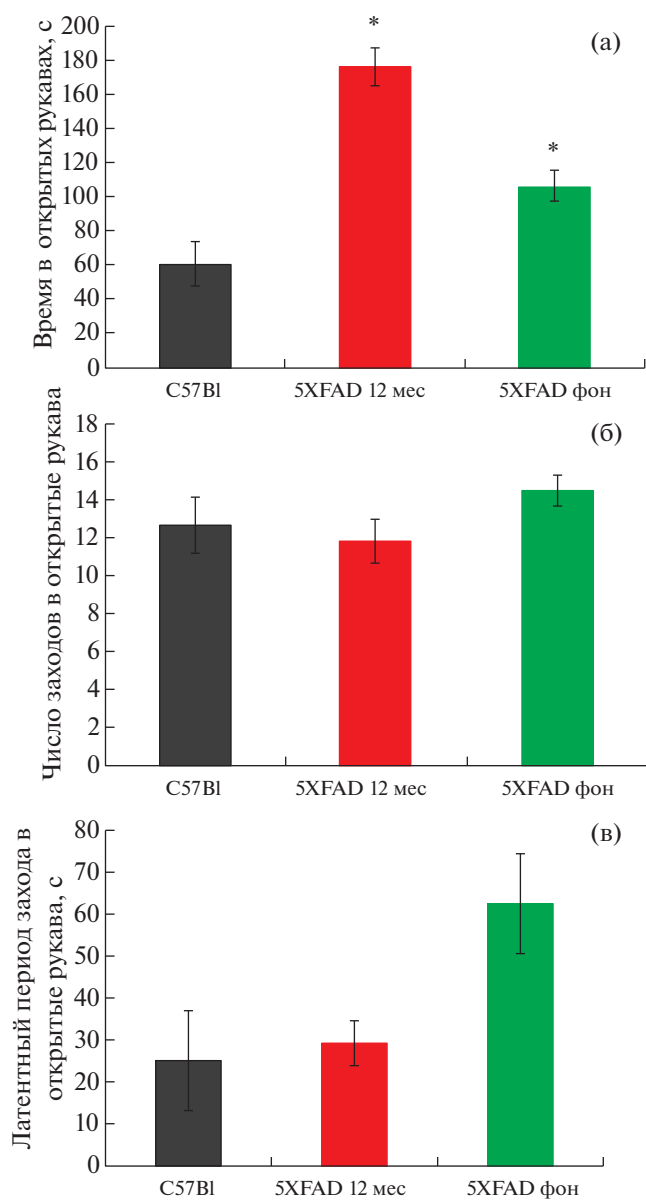 (а)
Время в открытых рукавах, с
200
180
160
140
120
100
80
60
40
20
0
*
*
C57Bl
5XFAD 12 мес
5XFAD фон
(б)
Число заходов в открытые рукава
18
16
14
12
10
8
6
4
2
0
C57Bl
5XFAD 12 мес
5XFAD фон
(в)
Латентный период захода в
открытые рукава, с
80
70
60
50
40
30
20
10
0
C57Bl
5XFAD 12 мес
5XFAD фон